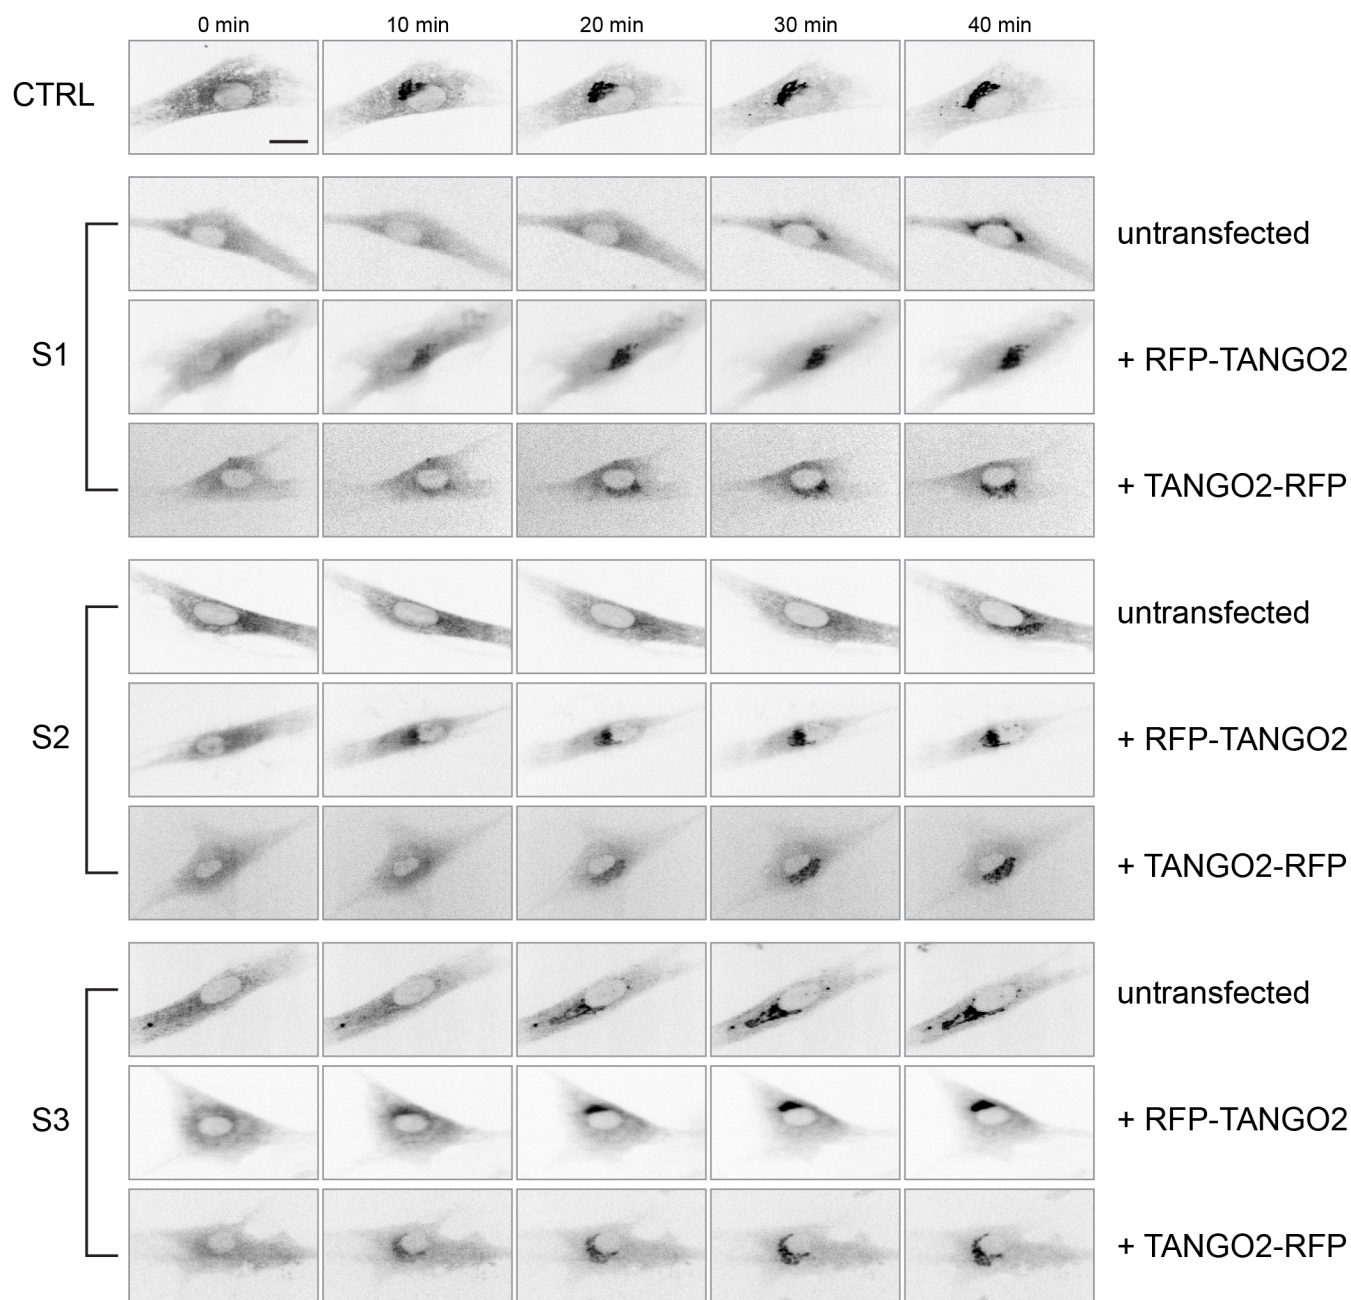 0 min 10 min 20 min 30 min 40 min
CTRL
untransfected
S1 + RFP-TANGO2
+ TANGO2-RFP
untransfected
S2 + RFP-TANGO2
+ TANGO2-RFP
untransfected
S3 + RFP-TANGO2
+ TANGO2-RFP